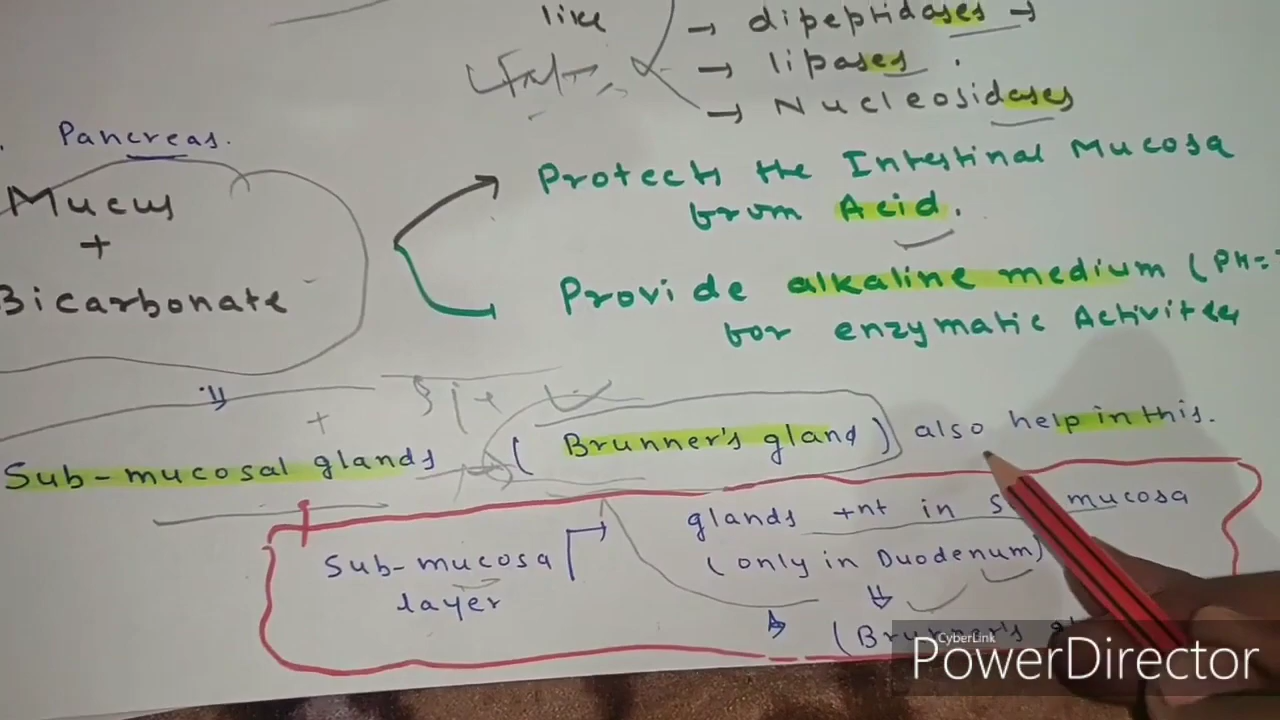 like
→ dipeptidases →
→ lipases.
→ Nucleosidases
Pancreas.
Mucus
+
Bicarbonate
Protects the Intestinal Mucosa
from Acid.
Provide alkaline medium (PH=
for enzymatic Activities
+
Sub-mucosal glands (Brunner's gland) also help in this.
Sub-mucosa
layer
glands +nt in mucosa
(only in Duodenum)
(Brunner's
CyberLink
PowerDirector